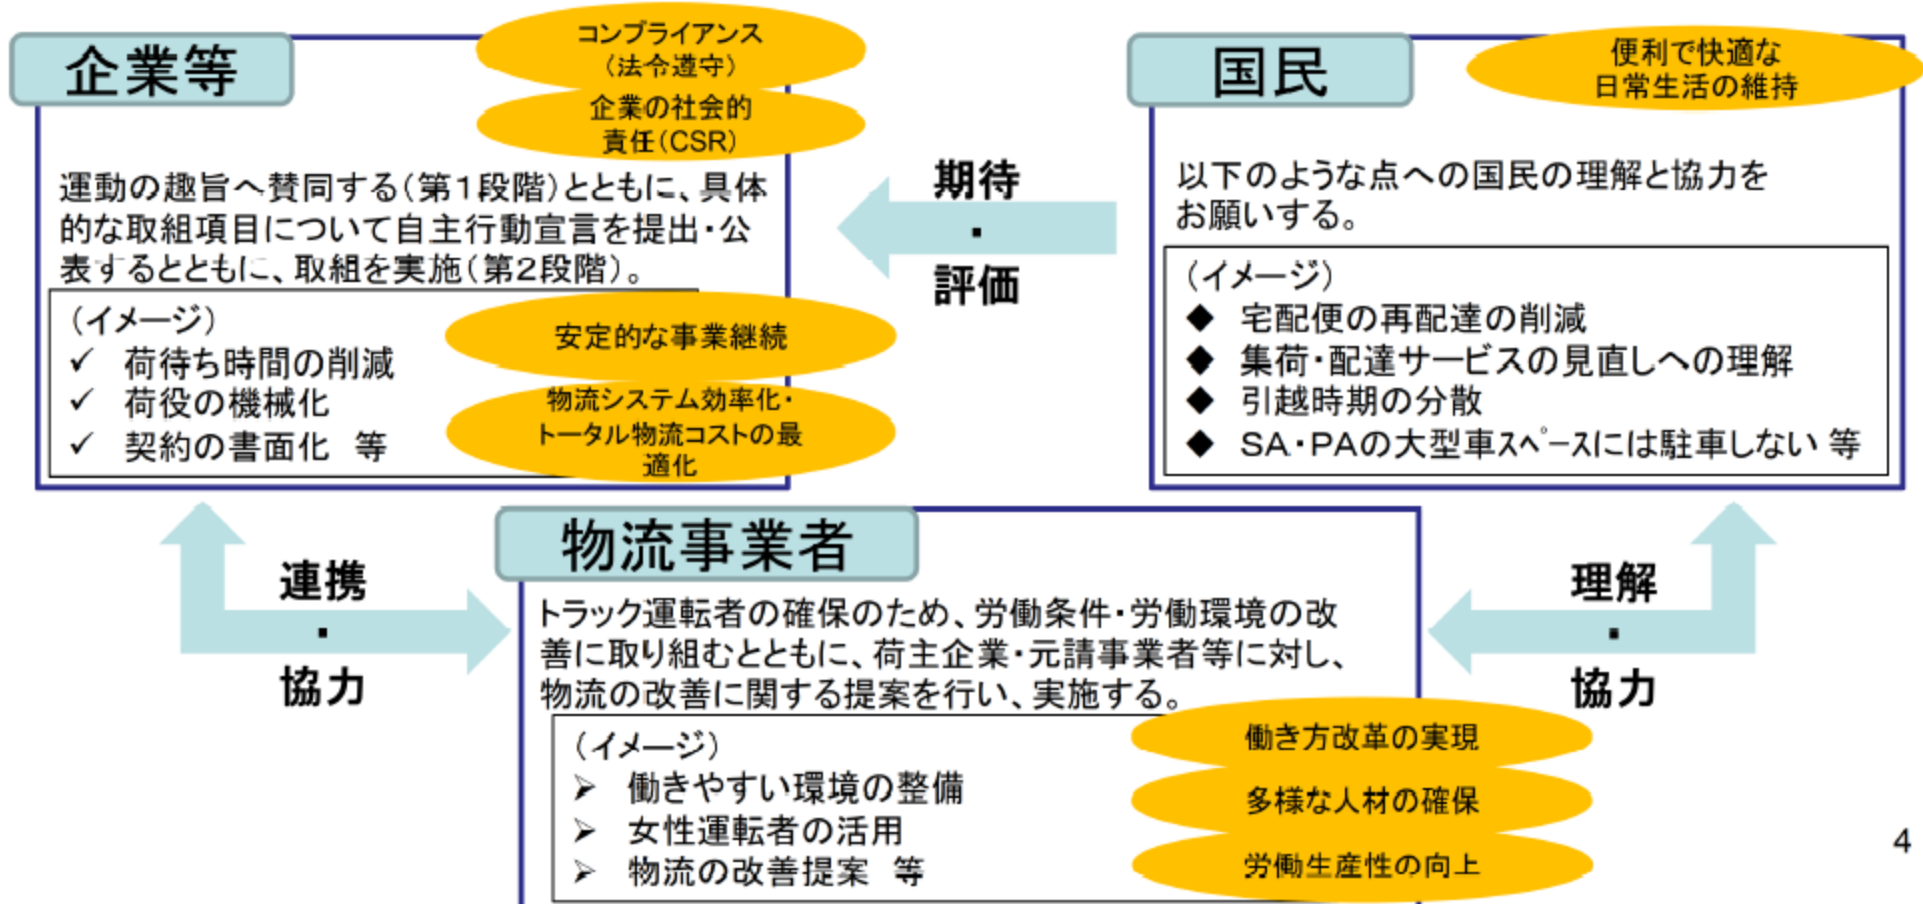 企業等
コンプライアンス
（法令遵守）
企業の社会的
責任（CSR）
運動の趣旨へ賛同する（第１段階）とともに、具体
的な取組項目について自主行動宣言を提出・公
表するとともに、取組を実施（第２段階）。
（イメージ）
✓ 荷待ち時間の削減
✓ 荷役の機械化
✓ 契約の書面化　等
安定的な事業継続
物流システム効率化・
トータル物流コストの最
適化
期待
・
評価
国民
便利で快適な
日常生活の維持
以下のような点への国民の理解と協力を
お願いする。
（イメージ）
◆ 宅配便の再配達の削減
◆ 集荷・配達サービスの見直しへの理解
◆ 引越時期の分散
◆ SA・PAの大型車ｽﾍﾟｰｽには駐車しない 等
連携
・
協力
物流事業者
トラック運転者の確保のため、労働条件・労働環境の改
善に取り組むとともに、荷主企業・元請事業者等に対し、
物流の改善に関する提案を行い、実施する。
（イメージ）
➢ 働きやすい環境の整備
➢ 女性運転者の活用
➢ 物流の改善提案　等
働き方改革の実現
多様な人材の確保
労働生産性の向上
理解
・
協力
4